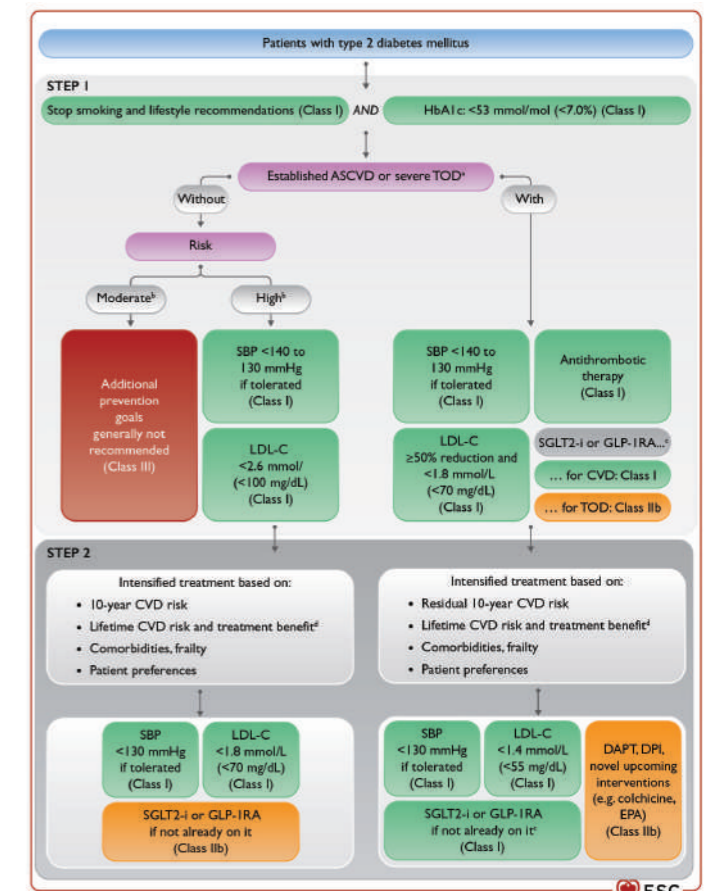 Patients with type 2 diabetes mellitus
STEP 1
Stop smoking and lifestyle recommendations (Class I)
AND
HbA1c: <53 mmol/mol (<7.0%) (Class I)
Established ASCVD or severe TODᵃ
Without
With
Risk
Moderateᵇ
Highᵇ
Additional
prevention
goals
generally not
recommended
(Class III)
SBP <140 to
130 mmHg
if tolerated
(Class I)
LDL-C
<2.6 mmol/
(<100 mg/dL)
(Class I)
SBP <140 to
130 mmHg
if tolerated
(Class I)
LDL-C
≥50% reduction and
<1.8 mmol/L
(<70 mg/dL)
(Class I)
Antithrombotic
therapy
(Class I)
SGLT2-i or GLP-1RA...ᶜ
... for CVD: Class I
... for TOD: Class IIb
STEP 2
Intensified treatment based on:
• 10-year CVD risk
• Lifetime CVD risk and treatment benefitᵈ
• Comorbidities, frailty
• Patient preferences
Intensified treatment based on:
• Residual 10-year CVD risk
• Lifetime CVD risk and treatment benefitᵈ
• Comorbidities, frailty
• Patient preferences
SBP
<130 mmHg
if tolerated
(Class I)
LDL-C
<1.8 mmol/L
(<70 mg/dL)
(Class I)
SGLT2-i or GLP-1RA
if not already on it
(Class IIb)
SBP
<130 mmHg
if tolerated
(Class I)
LDL-C
<1.4 mmol/L
(<55 mg/dL)
(Class I)
SGLT2-i or GLP-1RA
if not already on itᶜ
(Class I)
DAPT, DPI,
novel upcoming
interventions
(e.g. colchicine,
EPA)
(Class IIb)
ESC